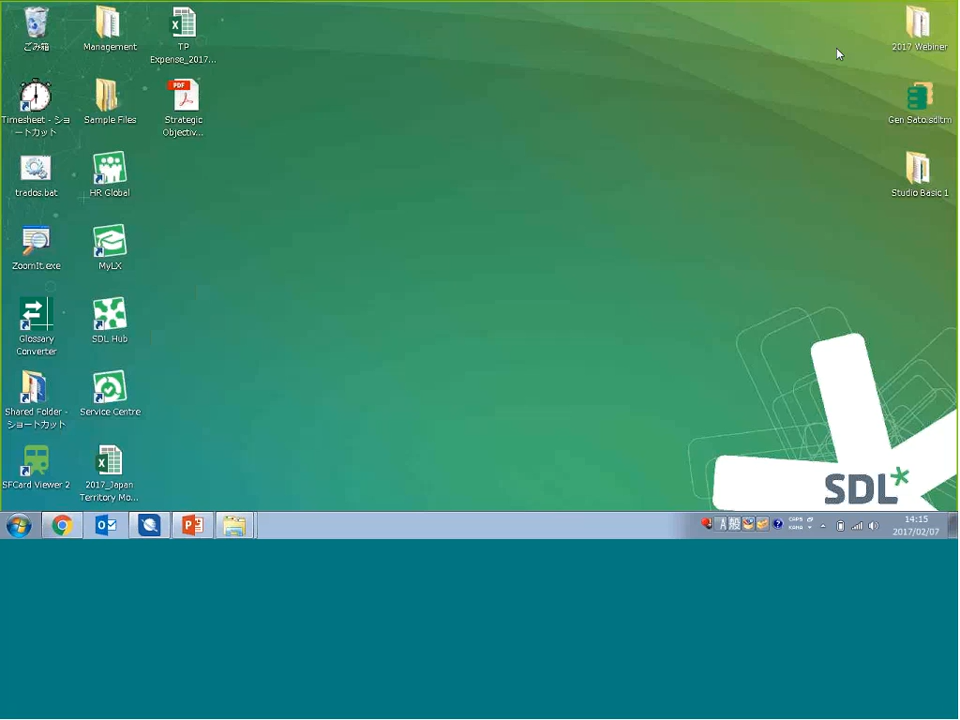 ごみ箱
Management
TP
Expense_2017...
2017 Webiner
Timesheet - ショ
ートカット
Sample Files
Strategic
Objectiv...
Gen Sato.sdltm
trados.bat
HR Global
Studio Basic 1
ZoomIt.exe
MyLX
Glossary
Converter
SDL Hub
Shared Folder -
ショートカット
Service Centre
SFCard Viewer 2
2017_Japan
Territory Mo...
SDL*
A 般
CAPS
KANA
14:15
2017/02/07